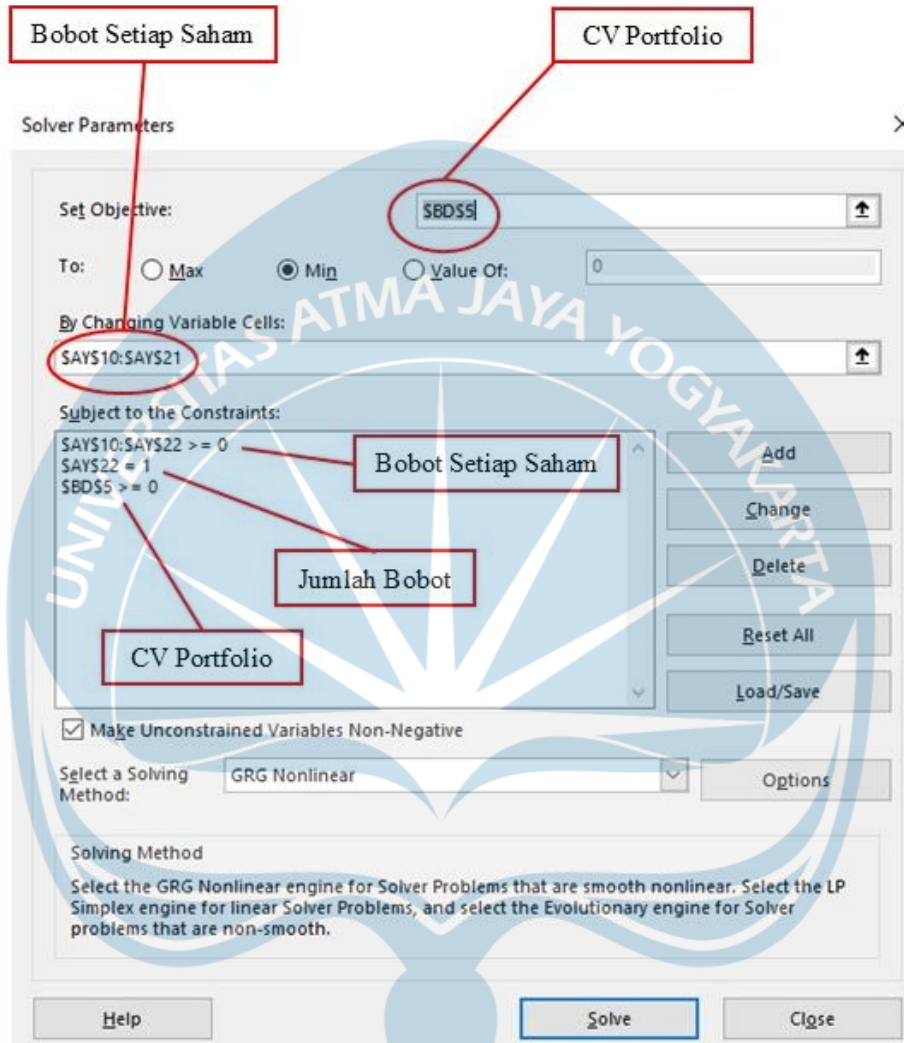 Bobot Setiap Saham
CV Portfolio
Solver Parameters
Set Objective:
$BD$5
To:
Max
Min
Value Of:
0
By Changing Variable Cells:
$AY$10:$AY$21
Subject to the Constraints:
$AY$10:$AY$22 >= 0
$AY$22 = 1
$BD$5 >= 0
Bobot Setiap Saham
Jumlah Bobot
CV Portfolio
Add
Change
Delete
Reset All
Load/Save
Make Unconstrained Variables Non-Negative
Select a Solving
Method:
GRG Nonlinear
Options
Solving Method
Select the GRG Nonlinear engine for Solver Problems that are smooth nonlinear. Select the LP
Simplex engine for linear Solver Problems, and select the Evolutionary engine for Solver
problems that are non-smooth.
Help
Solve
Close
UNIVERSITAS ATMA JAYA YOGYAKARTA